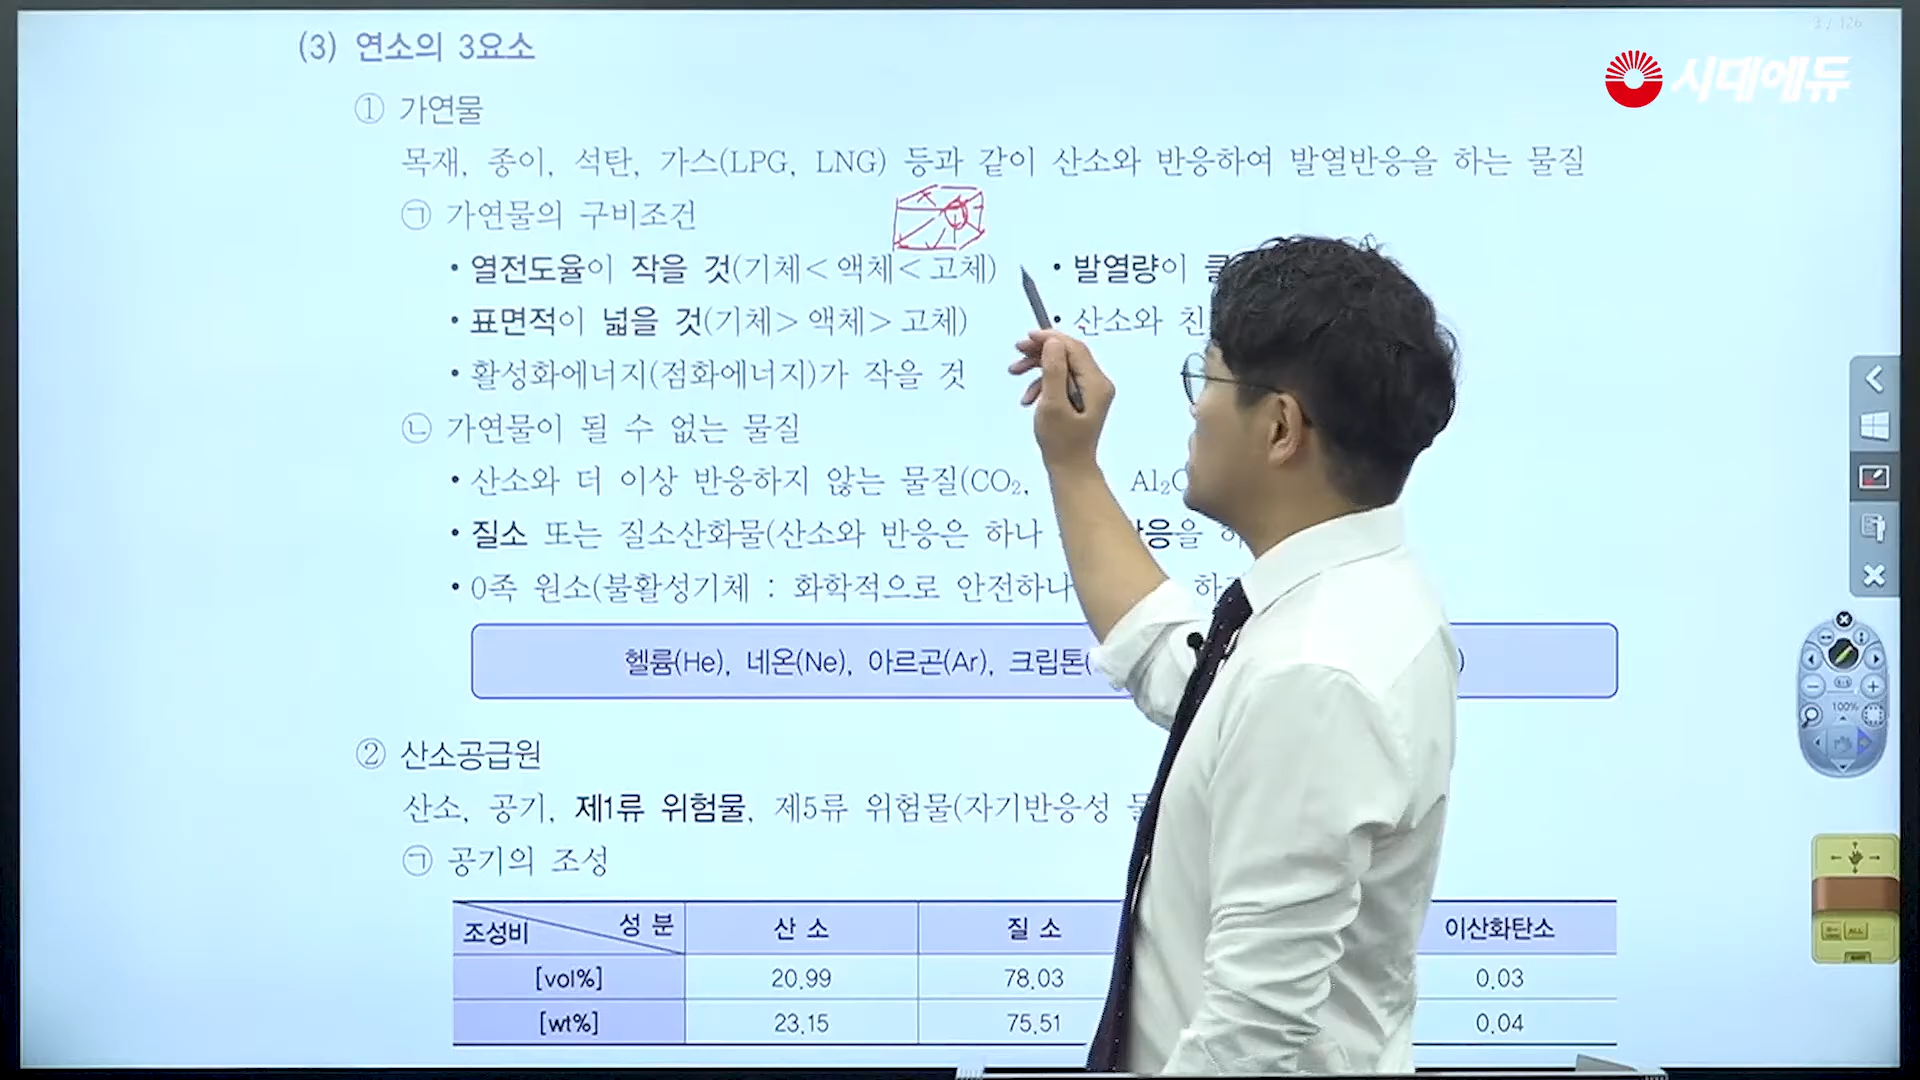 3 / 126
시대에듀
(3) 연소의 3요소
① 가연물
목재, 종이, 석탄, 가스(LPG, LNG) 등과 같이 산소와 반응하여 발열반응을 하는 물질
㉠ 가연물의 구비조건
• 열전도율이 작을 것(기체< 액체< 고체) • 발열량이
• 표면적이 넓을 것(기체> 액체> 고체) • 산소와 친
• 활성화에너지(점화에너지)가 작을 것
㉡ 가연물이 될 수 없는 물질
• 산소와 더 이상 반응하지 않는 물질(CO₂, Al₂O
• 질소 또는 질소산화물(산소와 반응은 하나 을
• 0족 원소(불활성기체 : 화학적으로 안전하나
헬륨(He), 네온(Ne), 아르곤(Ar), 크립톤( )
② 산소공급원
산소, 공기, 제1류 위험물, 제5류 위험물(자기반응성
㉠ 공기의 조성
조성비 성 분 산 소 질 소 이산화탄소
[vol%] 20.99 78.03 0.03
[wt%] 23.15 75.51 0.04
100%
ALL